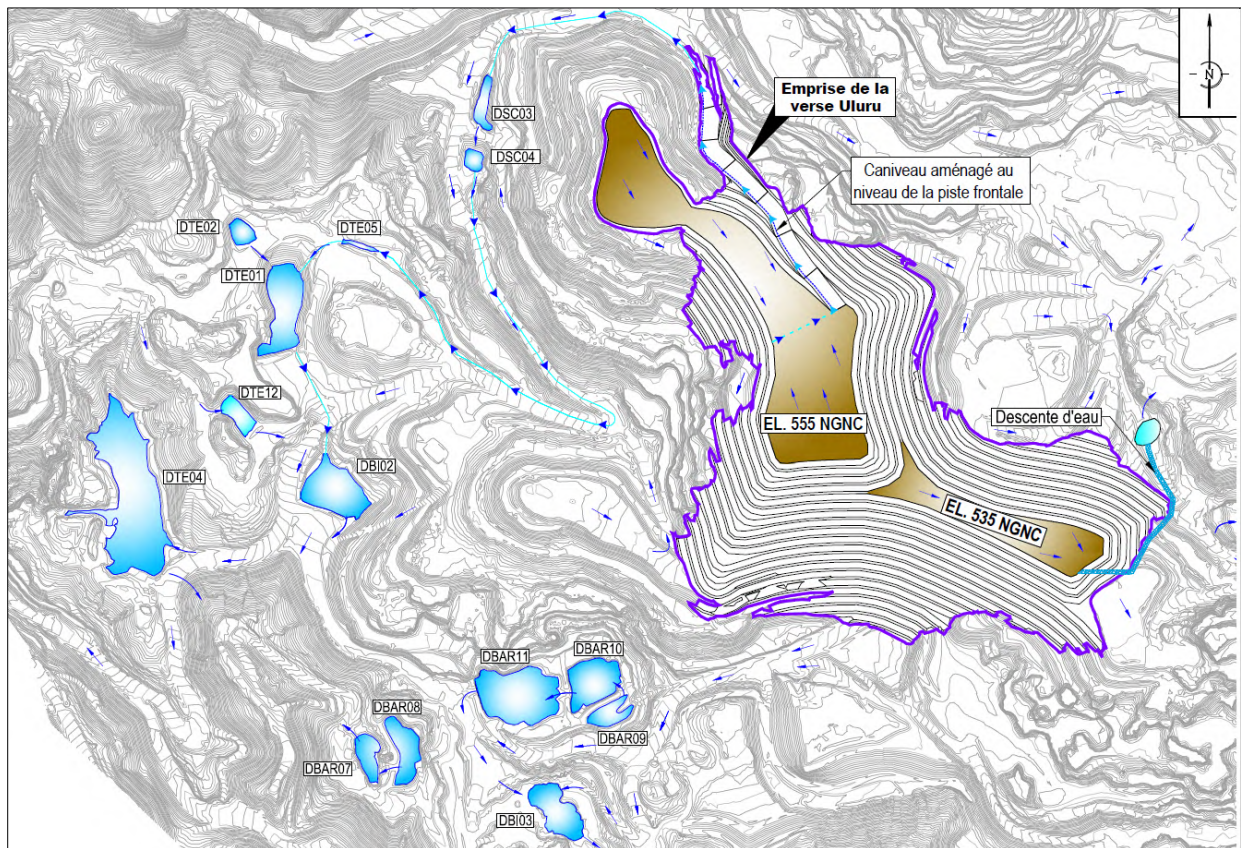 N
Emprise de la
verse Uluru
DSC03
Caniveau aménagé au
niveau de la piste frontale
DSC04
DTE02
DTE05
DTE01
DTE12
Descente d'eau
EL. 555 NGNC
DBI02
DTE04
EL. 535 NGNC
DBAR11
DBAR10
DBAR08
DBAR09
DBAR07
DBI03